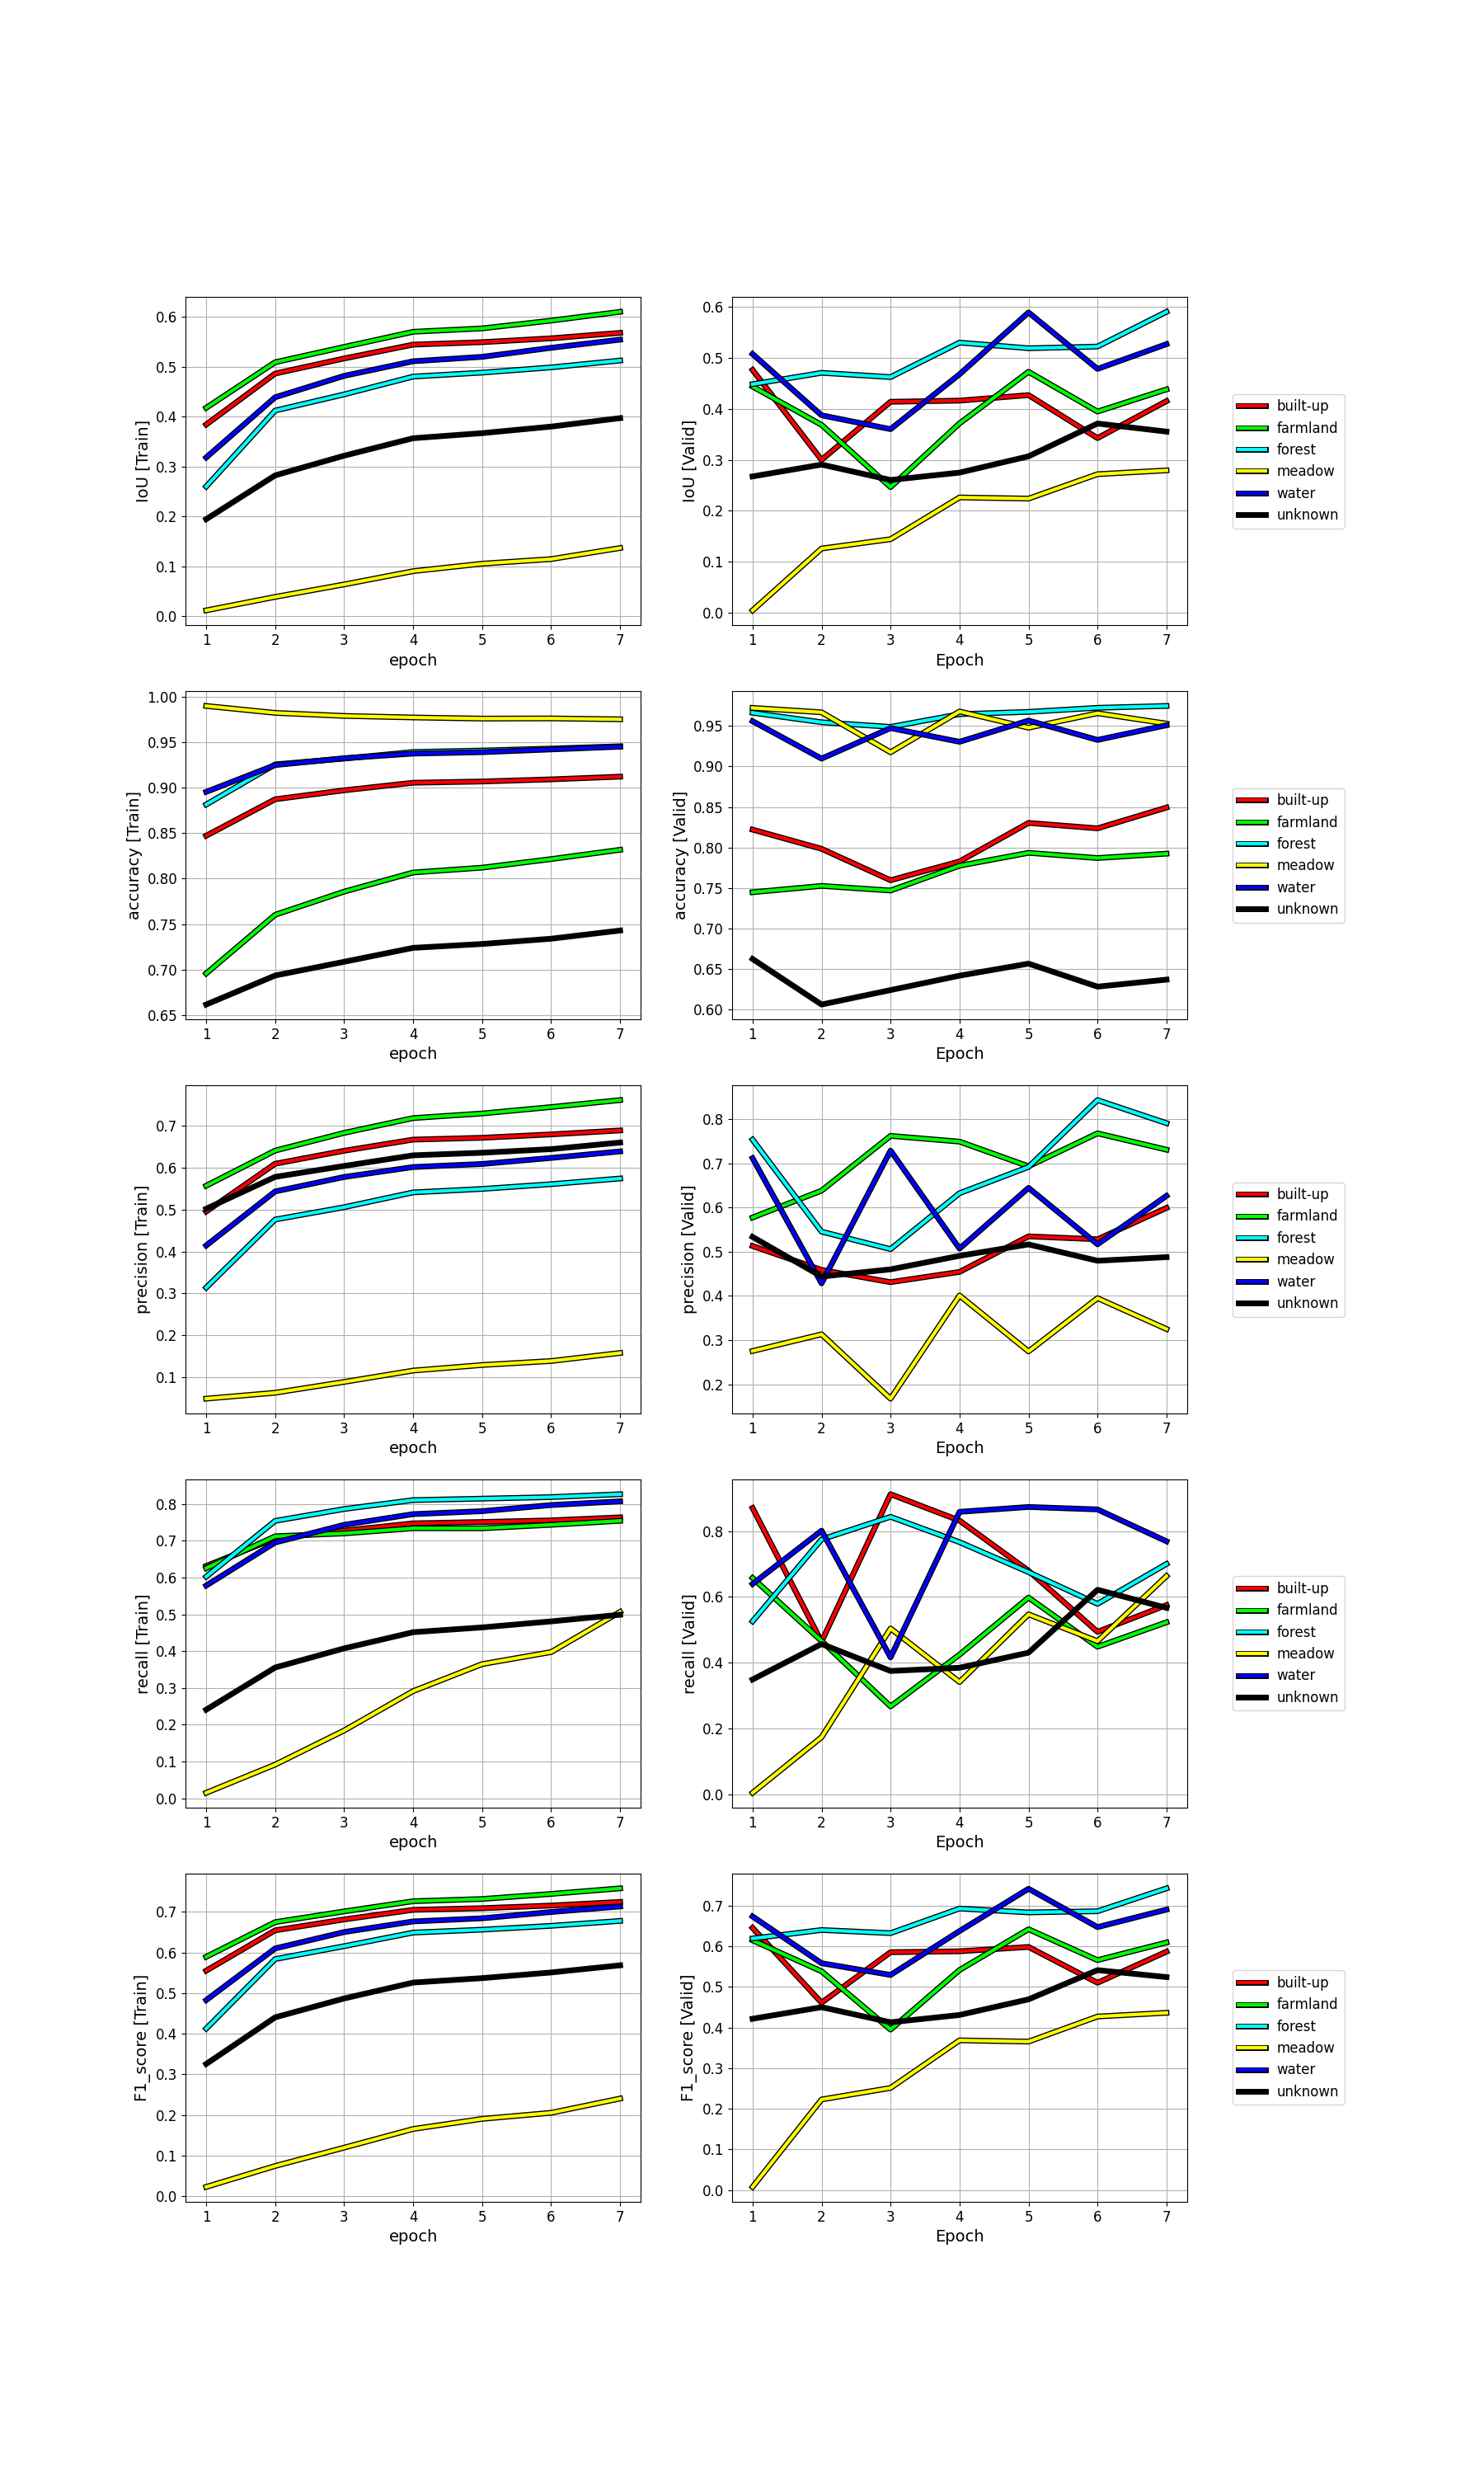 IoU [Train]
0.6
0.5
0.4
0.3
0.2
0.1
0.0
1 2 3 4 5 6 7
epoch
IoU [Valid]
0.6
0.5
0.4
0.3
0.2
0.1
0.0
1 2 3 4 5 6 7
Epoch
built-up
farmland
forest
meadow
water
unknown
accuracy [Train]
1.00
0.95
0.90
0.85
0.80
0.75
0.70
0.65
1 2 3 4 5 6 7
epoch
accuracy [Valid]
0.95
0.90
0.85
0.80
0.75
0.70
0.65
0.60
1 2 3 4 5 6 7
Epoch
built-up
farmland
forest
meadow
water
unknown
precision [Train]
0.7
0.6
0.5
0.4
0.3
0.2
0.1
1 2 3 4 5 6 7
epoch
precision [Valid]
0.8
0.7
0.6
0.5
0.4
0.3
0.2
1 2 3 4 5 6 7
Epoch
built-up
farmland
forest
meadow
water
unknown
recall [Train]
0.8
0.7
0.6
0.5
0.4
0.3
0.2
0.1
0.0
1 2 3 4 5 6 7
epoch
recall [Valid]
0.8
0.6
0.4
0.2
0.0
1 2 3 4 5 6 7
Epoch
built-up
farmland
forest
meadow
water
unknown
F1_score [Train]
0.7
0.6
0.5
0.4
0.3
0.2
0.1
0.0
1 2 3 4 5 6 7
epoch
F1_score [Valid]
0.7
0.6
0.5
0.4
0.3
0.2
0.1
0.0
1 2 3 4 5 6 7
Epoch
built-up
farmland
forest
meadow
water
unknown